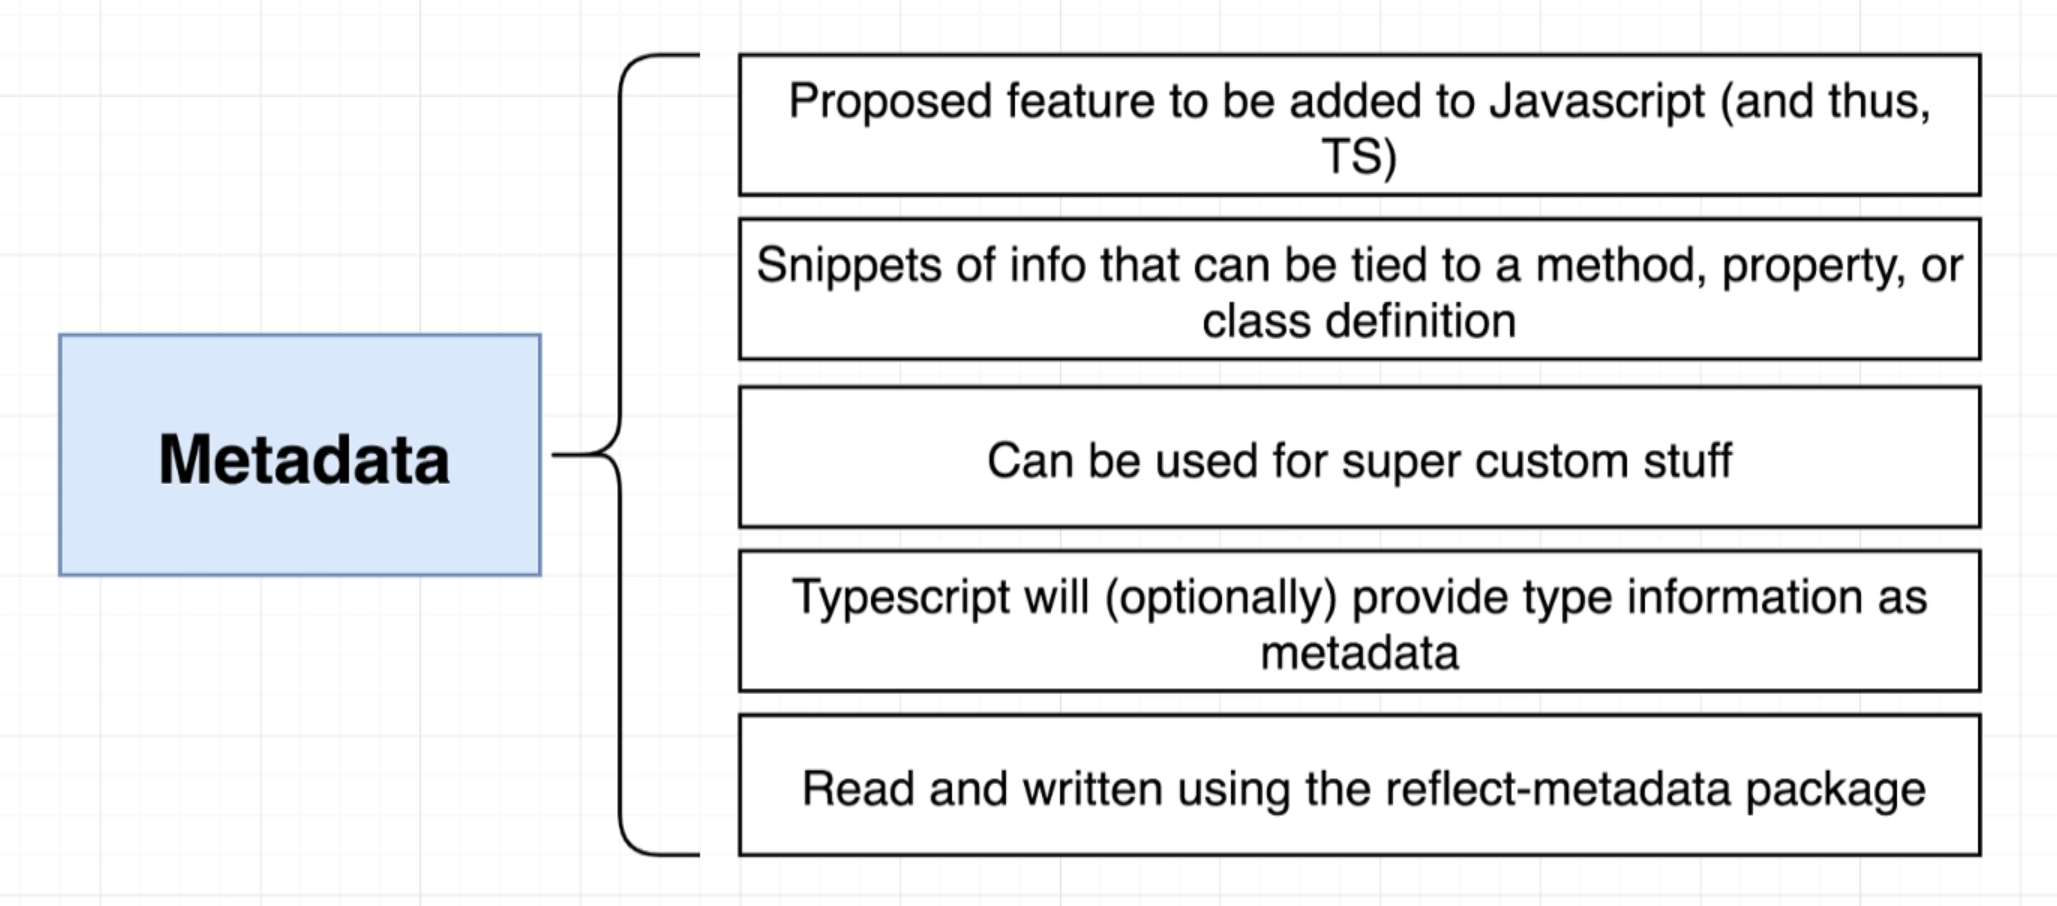 Metadata
Proposed feature to be added to Javascript (and thus,
TS)
Snippets of info that can be tied to a method, property, or
class definition
Can be used for super custom stuff
Typescript will (optionally) provide type information as
metadata
Read and written using the reflect-metadata package